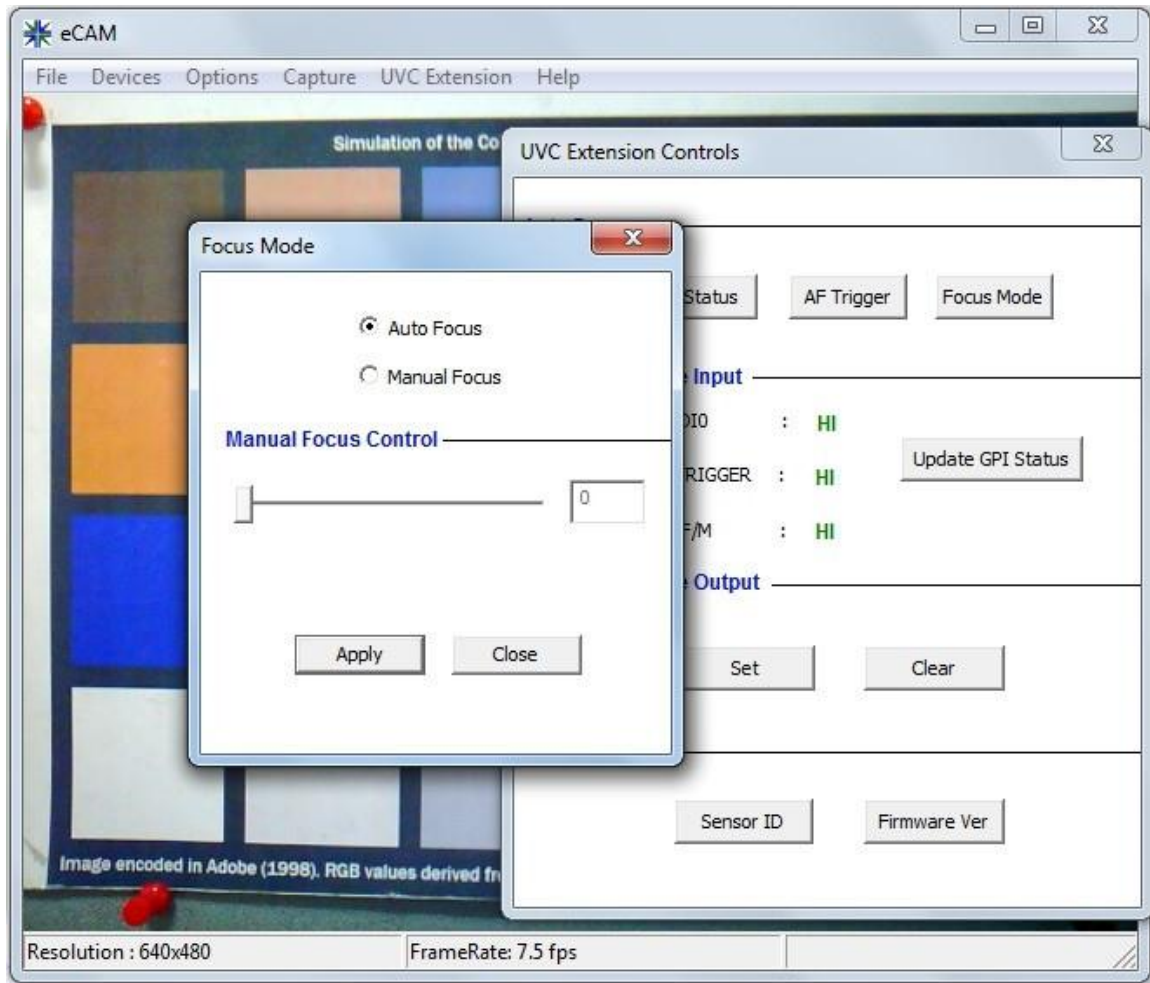 eCAM
File Devices Options Capture UVC Extension Help
Simulation of the Co
UVC Extension Controls
Status AF Trigger Focus Mode
Input
DI0 : HI
RIGGER : HI
F/M : HI
Update GPI Status
Output
Set Clear
Sensor ID Firmware Ver
Focus Mode
Auto Focus
Manual Focus
Manual Focus Control
0
Apply Close
Image encoded in Adobe (1998). RGB values derived fr
Resolution : 640x480 FrameRate: 7.5 fps